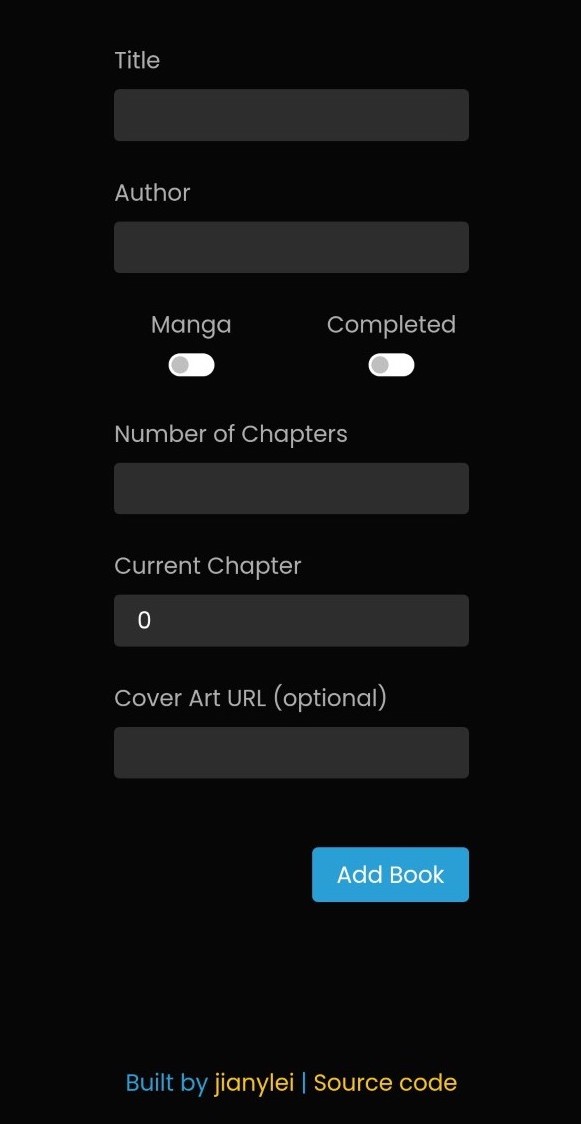 Title
Author
Manga Completed
Number of Chapters
Current Chapter
0
Cover Art URL (optional)
Add Book
Built by jianylei | Source code